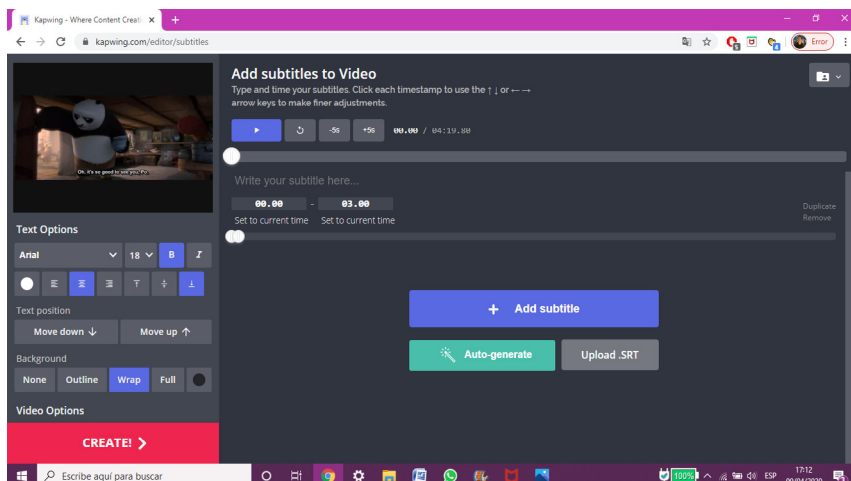 Kapwing - Where Content Creati
kapwing.com/editor/subtitles
Error
Add subtitles to Video
Type and time your subtitles. Click each timestamp to use the ↑ ↓ or ←→
arrow keys to make finer adjustments.
-5s
+5s
00.00 / 04:19.80
Oh, it's so good to see you, Po.
Write your subtitle here...
00.00 - 03.00
Set to current time Set to current time
Duplicate
Remove
Text Options
Arial
18
B
I
Text position
Move down ↓
Move up ↑
Background
None
Outline
Wrap
Full
Video Options
CREATE!
+ Add subtitle
Auto-generate
Upload .SRT
Escribe aquí para buscar
100%
ESP
17:12
09/04/2020